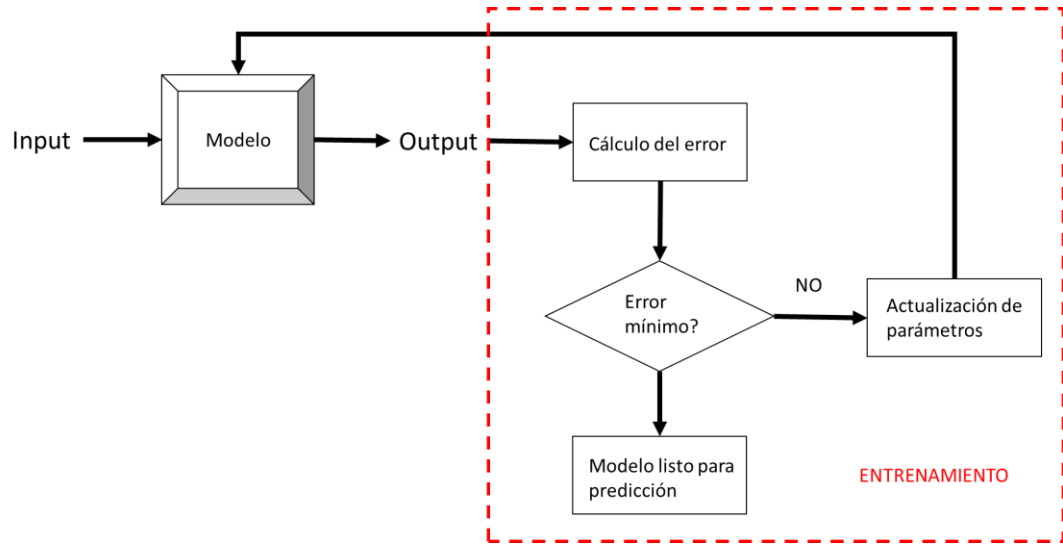 Input
Modelo
Output
Cálculo del error
Error
mínimo?
NO
Actualización de
parámetros
Modelo listo para
predicción
ENTRENAMIENTO